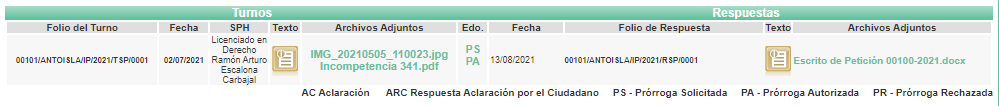 Turnos Respuestas
Folio del Turno Fecha SPH Texto Archivos Adjuntos Edo. Fecha Folio de Respuesta Texto Archivos Adjuntos
00101/ANTOISLA/IP/2021/TSP/0001 02/07/2021
Licenciado en
Derecho
Ramón Arturo
Escalona
Carbajal
IMG_20210505_110023.jpg
Incompetencia 341.pdf
PS
PA
13/08/2021 00101/ANTOISLA/IP/2021/RSP/0001 Escrito de Petición 00100-2021.docx
AC Aclaración ARC Respuesta Aclaración por el Ciudadano PS - Prórroga Solicitada PA - Prórroga Autorizada PR - Prórroga Rechazada